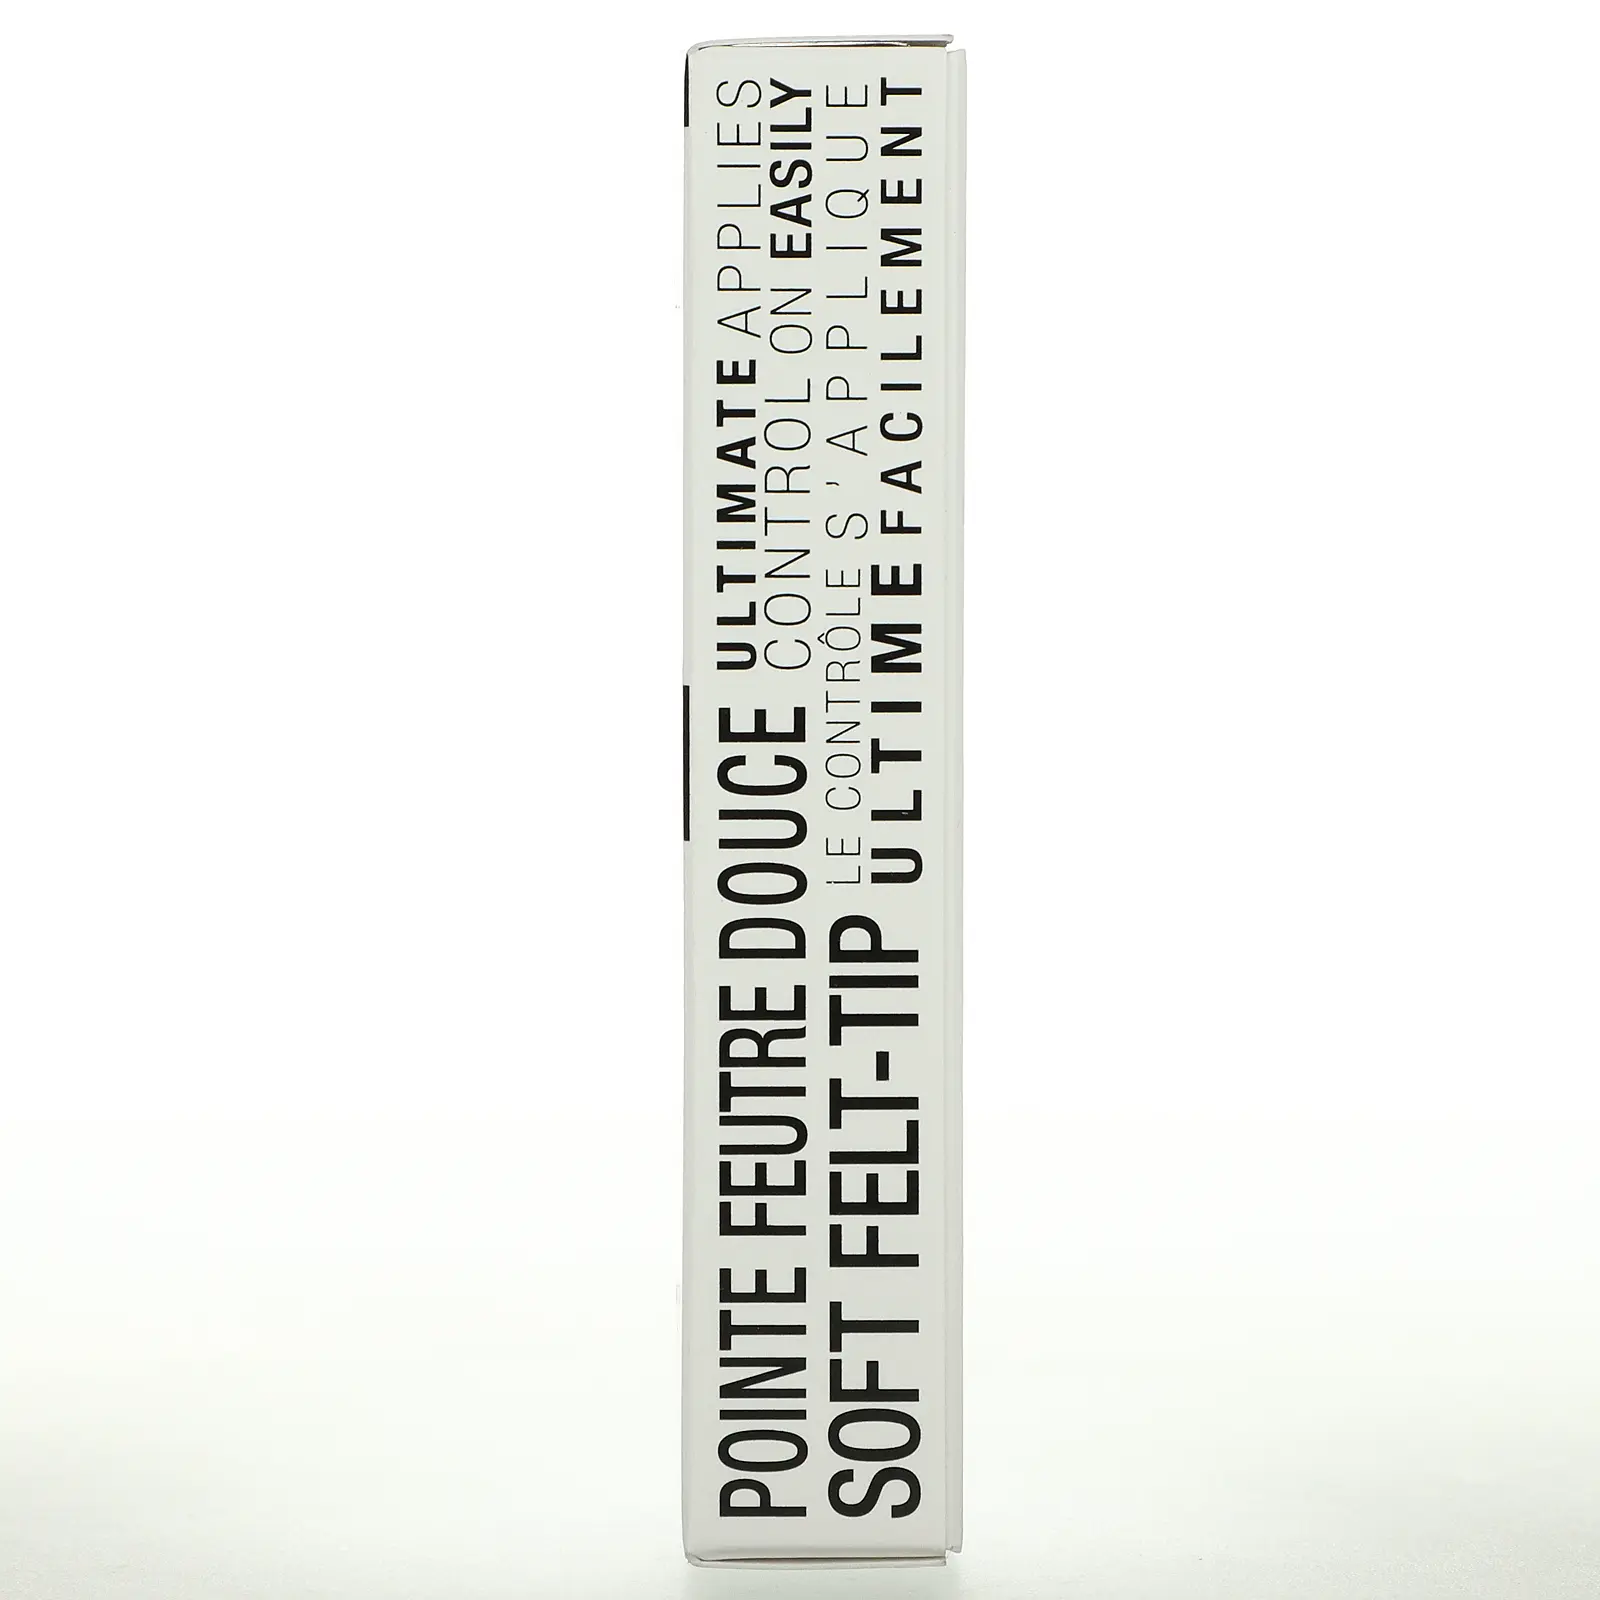 POINTE FEUTRE DOUCE
ULTIMATE APPLIES
CONTROL ON EASILY
SOFT FELT-TIP
LE CONTRÔLE S'APPLIQUE
ULTIME FACILEMENT